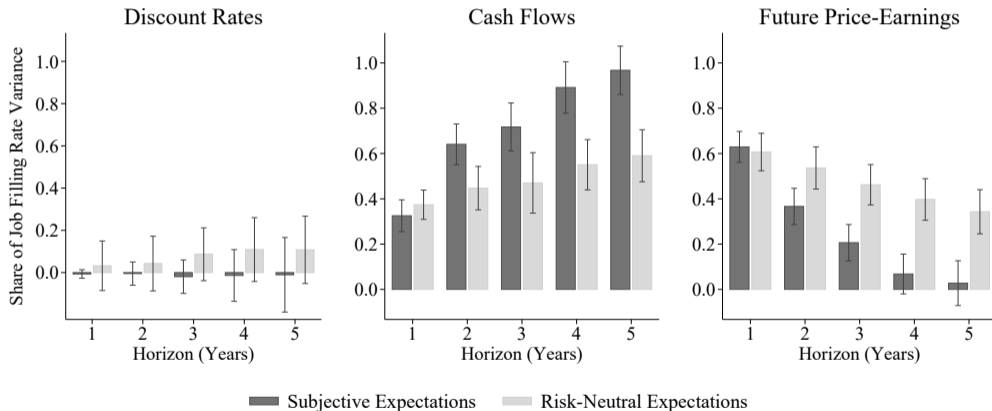 Discount Rates
Cash Flows
Future Price-Earnings
Share of Job Filling Rate Variance
1.0
0.8
0.6
0.4
0.2
0.0
1 2 3 4 5
Horizon (Years)
1.0
0.8
0.6
0.4
0.2
0.0
1 2 3 4 5
Horizon (Years)
1.0
0.8
0.6
0.4
0.2
0.0
1 2 3 4 5
Horizon (Years)
Subjective Expectations
Risk-Neutral Expectations